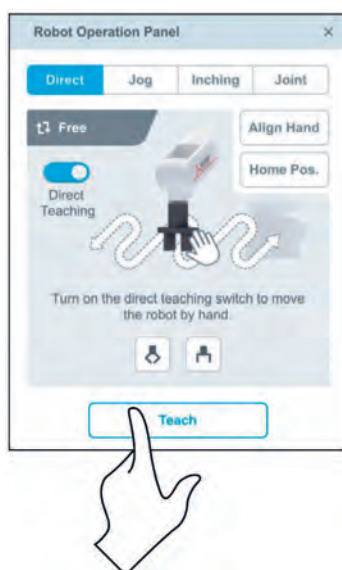 Robot Operation Panel ×
Direct Jog Inching Joint
Free
Align Hand
Home Pos.
Direct
Teaching
Turn on the direct teaching switch to move
the robot by hand.
Teach